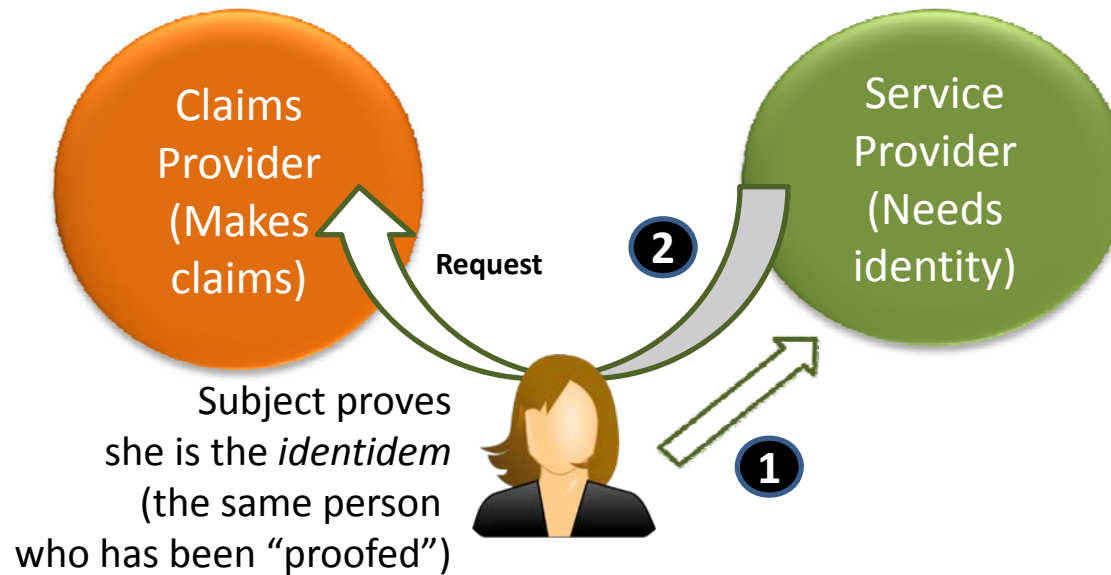 Claims
Provider
(Makes
claims)
Service
Provider
(Needs
identity)
2
Request
1
Subject proves
she is the identidem
(the same person
who has been “proofed”)